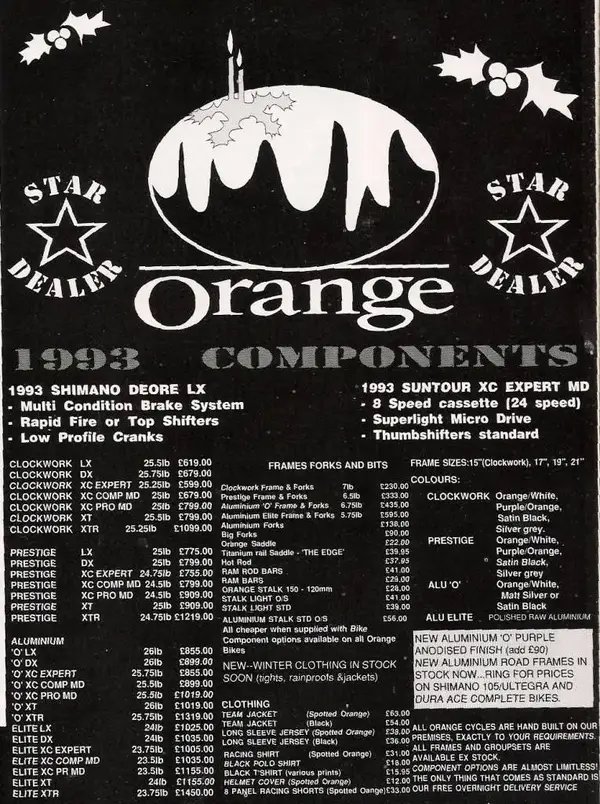 STAR
DEALER
STAR
DEALER
Orange
1993 COMPONENTS
1993 SHIMANO DEORE LX
- Multi Condition Brake System
- Rapid Fire or Top Shifters
- Low Profile Cranks
1993 SUNTOUR XC EXPERT MD
- 8 Speed cassette (24 speed)
- Superlight Micro Drive
- Thumbshifters standard
CLOCKWORK LX 25.5lb £619.00
CLOCKWORK DX 25.75lb £679.00
CLOCKWORK XC EXPERT 25.25lb £599.00
CLOCKWORK XC COMP MD 25lb £679.00
CLOCKWORK XC PRO MD 25lb £799.00
CLOCKWORK XT 25.5lb £799.00
CLOCKWORK XTR 25.25lb £1099.00
PRESTIGE LX 25lb £775.00
PRESTIGE DX 25lb £799.00
PRESTIGE XC EXPERT 24.75lb £755.00
PRESTIGE XC COMP MD 24.5lb £799.00
PRESTIGE XC PRO MD 24.5lb £909.00
PRESTIGE XT 25lb £909.00
PRESTIGE XTR 24.75lb £1219.00
ALUMINIUM
'O' LX 26lb £855.00
'O' DX 26lb £899.00
'O' XC EXPERT 25.75lb £855.00
'O' XC COMP MD 25.5lb £899.00
'O' XC PRO MD 25.5lb £1019.00
'O' XT 26lb £1019.00
'O' XTR 25.75lb £1319.00
ELITE LX 24lb £1025.00
ELITE DX 24lb £1035.00
ELITE XC EXPERT 23.75lb £1005.00
ELITE XC COMP MD 23.5lb £1035.00
ELITE XC PR MD 23.5lb £1155.00
ELITE XT 24lb £1155.00
ELITE XTR 23.75lb £1450.00
FRAMES FORKS AND BITS
Clockwork Frame & Forks 7lb £230.00
Prestige Frame & Forks 6.5lb £333.00
Aluminium 'O' Frame & Forks 6.75lb £435.00
Aluminium Elite Frame & Forks 5.75lb £595.00
Aluminium Forks £138.00
Big Forks £90.00
Orange Saddle £22.00
Titanium rail Saddle - 'THE EDGE' £39.95
Hot Rod £37.95
RAM ROD BARS £41.00
RAM BARS £29.00
ORANGE STALK 150 - 120mm £28.00
STALK LIGHT O/S £41.00
STALK LIGHT STD £39.00
ALUMINIUM STALK STD O/S £56.00
All cheaper when supplied with Bike
Component options available on all Orange
Bikes
NEW--WINTER CLOTHING IN STOCK
SOON (tights, rainproofs &jackets)
CLOTHING
TEAM JACKET (Spotted Orange) £63.00
TEAM JACKET (Black) £54.00
LONG SLEEVE JERSEY (Spotted Orange) £38.00
LONG SLEEVE JERSEY (Black) £36.00
RACING SHIRT (Spotted Orange) £31.00
BLACK POLO SHIRT £16.00
BLACK T'SHIRT (various prints) £15.95
HELMET COVER (Spotted Orange) £12.00
8 PANEL RACING SHORTS (Spotted Orange) £33.00
FRAME SIZES:15"(Clockwork), 17", 19", 21"
COLOURS:
CLOCKWORK Orange/White,
Purple/Orange,
Satin Black,
Silver grey.
PRESTIGE Orange/White,
Purple/Orange,
Satin Black,
Silver grey
ALU 'O' Orange/White,
Matt Silver or
Satin Black
ALU ELITE POLISHED RAW ALUMINIUM
NEW ALUMINIUM 'O' PURPLE
ANODISED FINISH (add £90)
NEW ALUMINIUM ROAD FRAMES IN
STOCK NOW...RING FOR PRICES
ON SHIMANO 105/ULTEGRA AND
DURA ACE COMPLETE BIKES.
ALL ORANGE CYCLES ARE HAND BUILT ON OUR
PREMISES, EXACTLY TO YOUR REQUIREMENTS.
ALL FRAMES AND GROUPSETS ARE
AVAILABLE EX STOCK.
COMPONENT OPTIONS ARE ALMOST LIMITLESS!
THE ONLY THING THAT COMES AS STANDARD IS
OUR FREE OVERNIGHT DELIVERY SERVICE